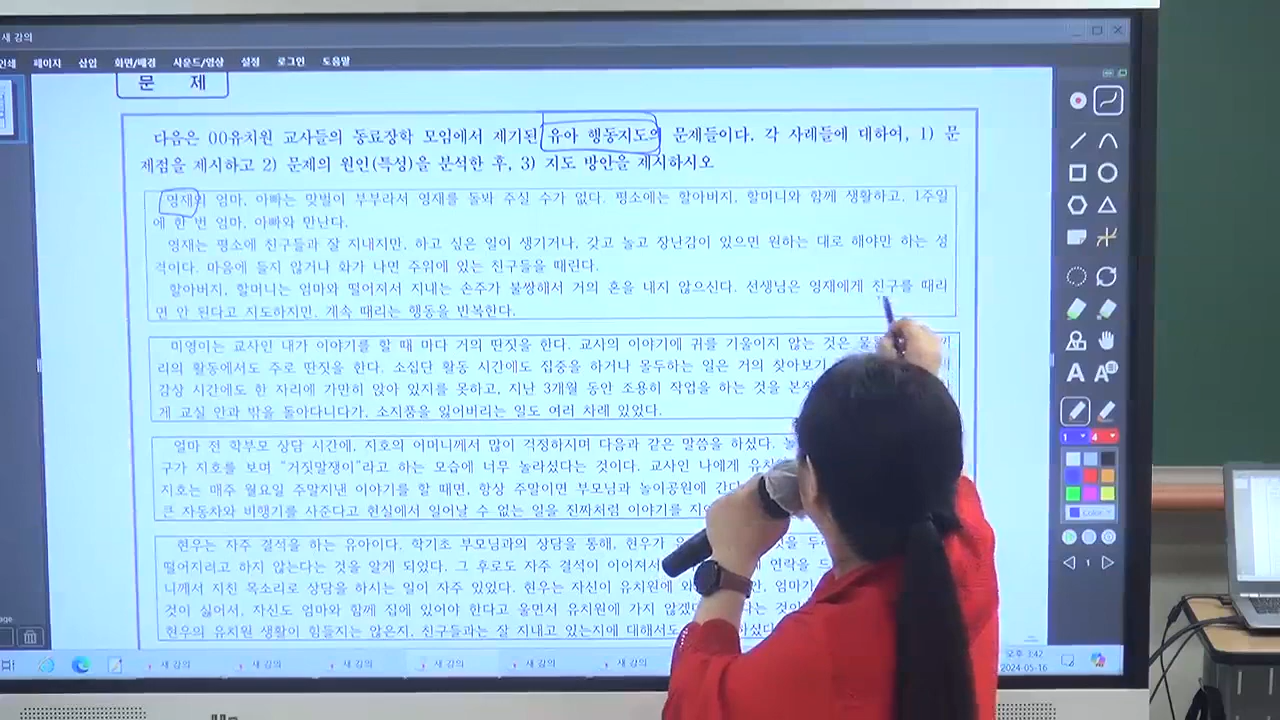 새 강의
인쇄 페이지 삽입 화면/배경 사운드/영상 설정 로그인 도움말
문 제
다음은 00유치원 교사들의 동료장학 모임에서 제기된 유아 행동지도의 문제들이다. 각 사례들에 대하여, 1) 문
제점을 제시하고 2) 문제의 원인(특성)을 분석한 후, 3) 지도 방안을 제시하시오
영재의 엄마, 아빠는 맞벌이 부부라서 영재를 돌봐 주실 수가 없다. 평소에는 할아버지, 할머니와 함께 생활하고, 1주일
에 한 번 엄마, 아빠와 만난다.
영재는 평소에 친구들과 잘 지내지만, 하고 싶은 일이 생기거나, 갖고 놀고 장난감이 있으면 원하는 대로 해야만 하는 성
격이다. 마음에 들지 않거나 화가 나면 주위에 있는 친구들을 때린다.
할아버지, 할머니는 엄마와 떨어져서 지내는 손주가 불쌍해서 거의 혼을 내지 않으신다. 선생님은 영재에게 친구를 때리
면 안 된다고 지도하지만, 계속 때리는 행동을 반복한다.
미영이는 교사인 내가 이야기를 할 때 마다 거의 딴짓을 한다. 교사의 이야기에 귀를 기울이지 않는 것은
리의 활동에서도 주로 딴짓을 한다. 소집단 활동 시간에도 집중을 하거나 몰두하는 일은 거의 찾아보기
감상 시간에도 한 자리에 가만히 앉아 있지를 못하고, 지난 3개월 동안 조용히 작업을 하는 것을 본적
게 교실 안과 밖을 돌아다니다가, 소지품을 잃어버리는 일도 여러 차례 있었다.
얼마 전 학부모 상담 시간에, 지호의 어머니께서 많이 걱정하시며 다음과 같은 말씀을 하셨다.
구가 지호를 보며 "거짓말쟁이"라고 하는 모습에 너무 놀라셨다는 것이다. 교사인 나에게
지호는 매주 월요일 주말지낸 이야기를 할 때면, 항상 주말이면 부모님과 놀이공원에 간다
큰 자동차와 비행기를 사준다고 현실에서 일어날 수 없는 일을 진짜처럼 이야기를
현우는 자주 결석을 하는 유아이다. 학기초 부모님과의 상담을 통해, 현우가
떨어지려고 하지 않는다는 것을 알게 되었다. 그 후로도 자주 결석이 이어져서
니께서 지친 목소리로 상담을 하시는 일이 자주 있었다. 현우는 자신이 유치원에 엄마가
것이 싫어서, 자신도 엄마와 함께 집에 있어야 한다고 울면서 유치원에 가지 않겠
현우의 유치원 생활이 힘들지는 않은지, 친구들과는 잘 지내고 있는지에 대해서도
새 강의 새 강의 새 강의 새 강의 새 강의 새 강의
오후 3:42
2024-05-16